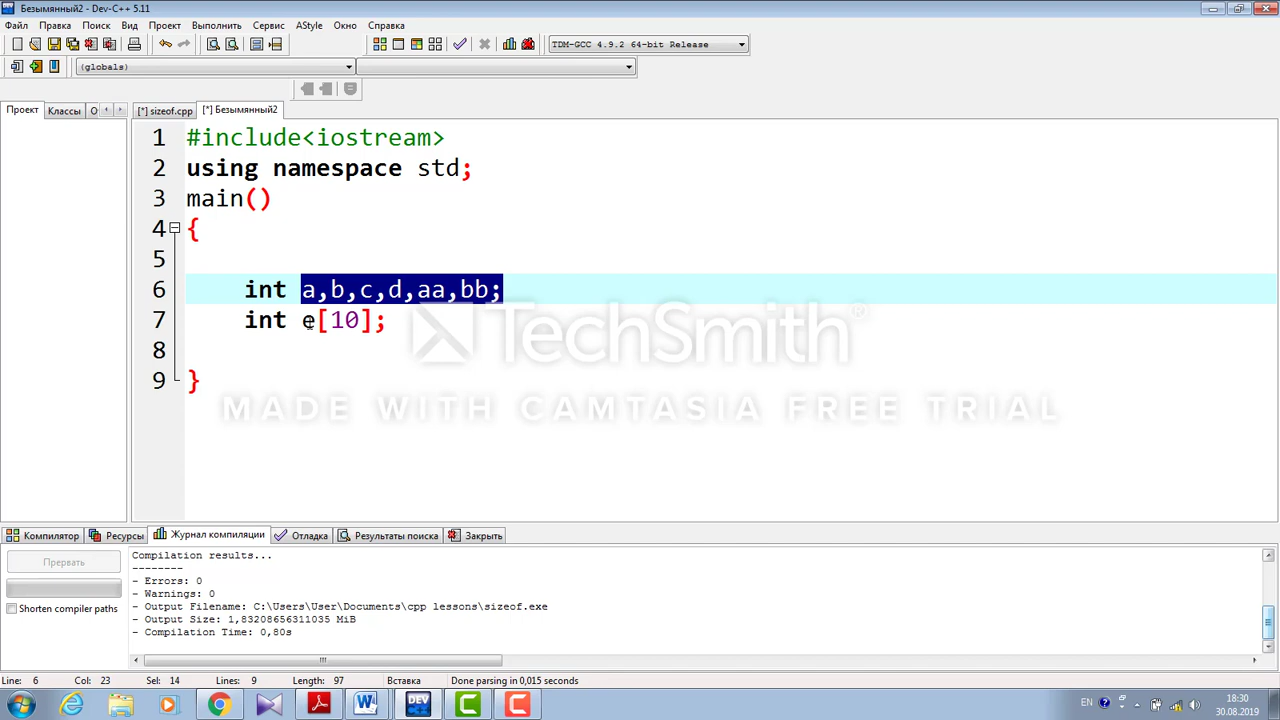 Безымянный2 - Dev-C++ 5.11
Файл Правка Поиск Вид Проект Выполнить Сервис AStyle Окно Справка
TDM-GCC 4.9.2 64-bit Release
(globals)
Проект Классы О [*] sizeof.cpp [*] Безымянный2
1 #include<iostream>
2 using namespace std;
3 main()
4 {
5
6 int a,b,c,d,aa,bb;
7 int e[10];
8
9 }
TechSmith
MADE WITH CAMTASIA FREE TRIAL
Компилятор Ресурсы Журнал компиляции Отладка Результаты поиска Закрыть
Прервать
Shorten compiler paths
Compilation results...
--------
- Errors: 0
- Warnings: 0
- Output Filename: C:\Users\User\Documents\cpp lessons\sizeof.exe
- Output Size: 1,83208656311035 MiB
- Compilation Time: 0,80s
Line: 6 Col: 23 Sel: 14 Lines: 9 Length: 97 Вставка Done parsing in 0,015 seconds
DEV
EN 18:30
30.08.2019